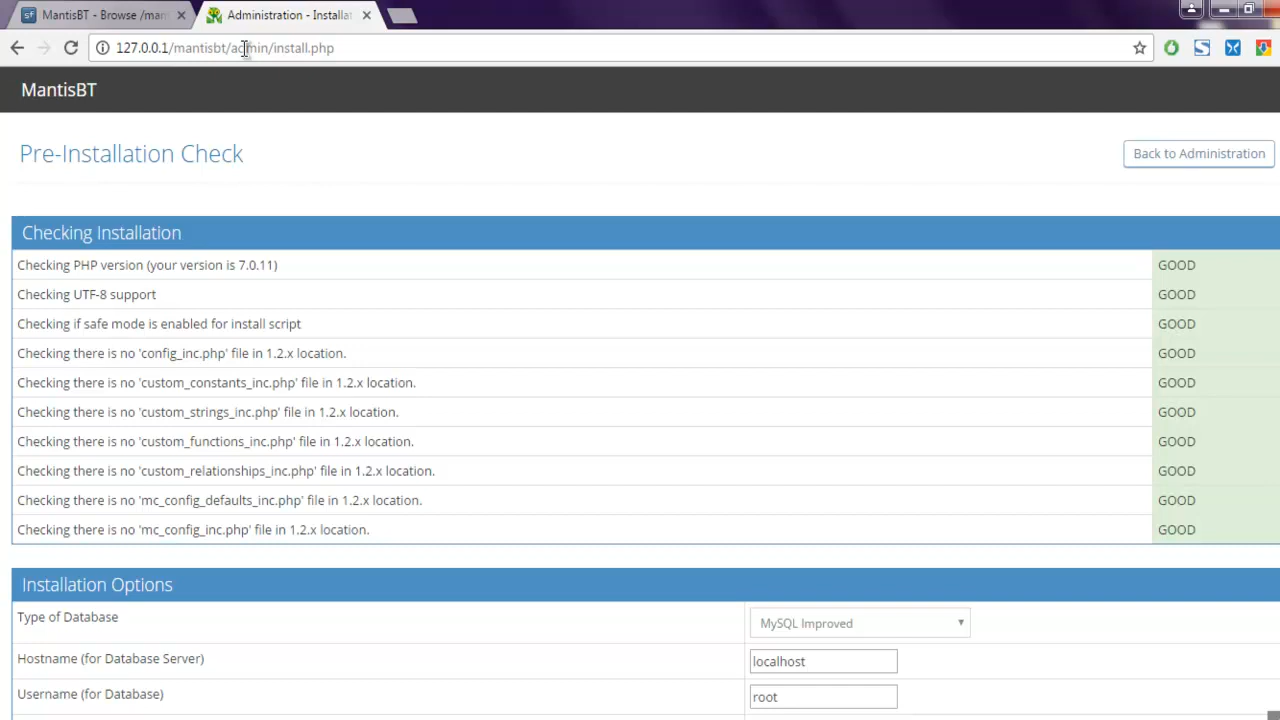 MantisBT - Browse /mant
Administration - Installat
127.0.0.1/mantisbt/admin/install.php
MantisBT
Pre-Installation Check
Back to Administration
Checking Installation
Checking PHP version (your version is 7.0.11) GOOD
Checking UTF-8 support GOOD
Checking if safe mode is enabled for install script GOOD
Checking there is no 'config_inc.php' file in 1.2.x location. GOOD
Checking there is no 'custom_constants_inc.php' file in 1.2.x location. GOOD
Checking there is no 'custom_strings_inc.php' file in 1.2.x location. GOOD
Checking there is no 'custom_functions_inc.php' file in 1.2.x location. GOOD
Checking there is no 'custom_relationships_inc.php' file in 1.2.x location. GOOD
Checking there is no 'mc_config_defaults_inc.php' file in 1.2.x location. GOOD
Checking there is no 'mc_config_inc.php' file in 1.2.x location. GOOD
Installation Options
Type of Database MySQL Improved
Hostname (for Database Server) localhost
Username (for Database) root